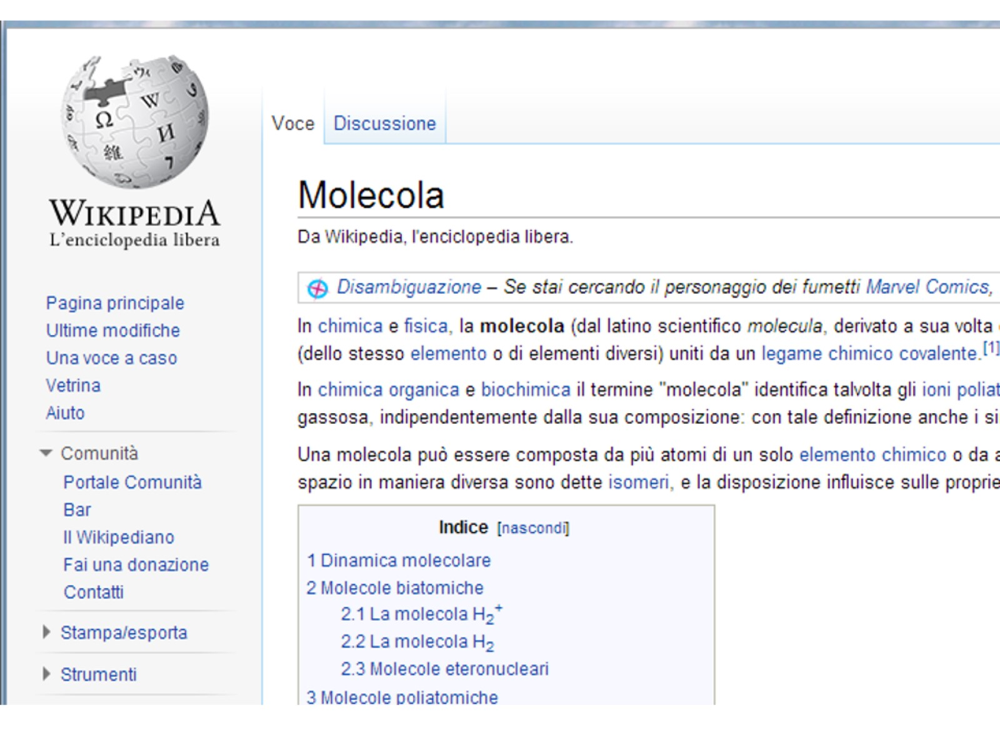 WIKIPEDIA
L'enciclopedia libera
Pagina principale
Ultime modifiche
Una voce a caso
Vetrina
Aiuto
Comunità
Portale Comunità
Bar
Il Wikipediano
Fai una donazione
Contatti
Stampa/esporta
Strumenti
Voce Discussione
Molecola
Da Wikipedia, l'enciclopedia libera.
Disambiguazione – Se stai cercando il personaggio dei fumetti Marvel Comics,
In chimica e fisica, la molecola (dal latino scientifico molecula, derivato a sua volta
(dello stesso elemento o di elementi diversi) uniti da un legame chimico covalente.[1]
In chimica organica e biochimica il termine "molecola" identifica talvolta gli ioni poliat
gassosa, indipendentemente dalla sua composizione: con tale definizione anche i si
Una molecola può essere composta da più atomi di un solo elemento chimico o da a
spazio in maniera diversa sono dette isomeri, e la disposizione influisce sulle proprie
Indice [nascondi]
1 Dinamica molecolare
2 Molecole biatomiche
2.1 La molecola H₂⁺
2.2 La molecola H₂
2.3 Molecole eteronucleari
3 Molecole poliatomiche